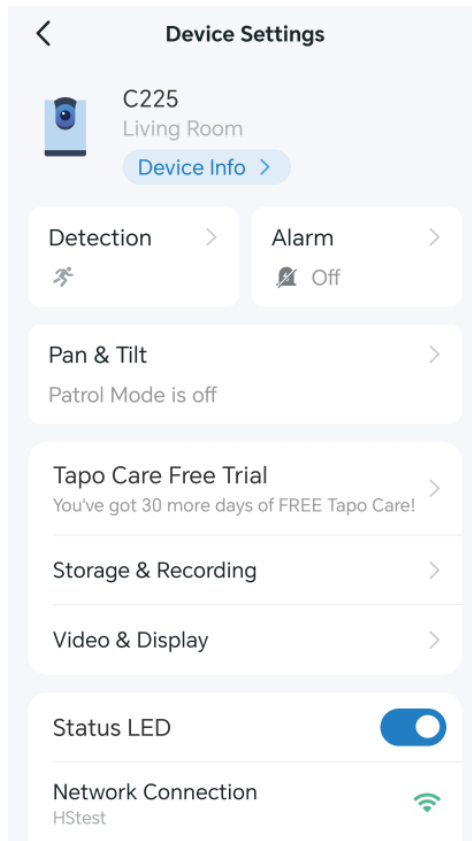 Device Settings
C225
Living Room
Device Info
Detection
Alarm
Off
Pan & Tilt
Patrol Mode is off
Tapo Care Free Trial
You've got 30 more days of FREE Tapo Care!
Storage & Recording
Video & Display
Status LED
Network Connection
HStest